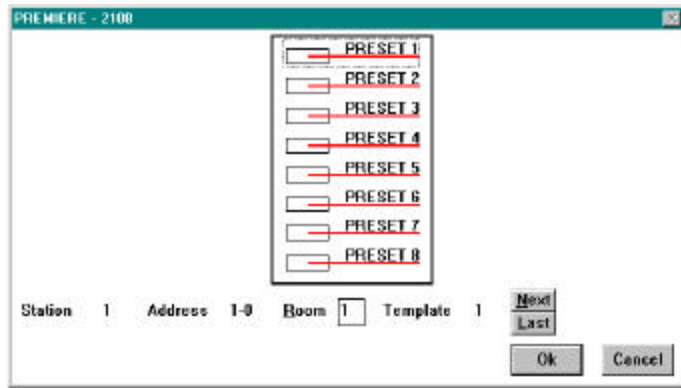 PREMIERE - 2108
PRESET 1
PRESET 2
PRESET 3
PRESET 4
PRESET 5
PRESET 6
PRESET 7
PRESET 8
Station 1 Address 1-0 Room 1 Template 1 Next
Last
Ok Cancel